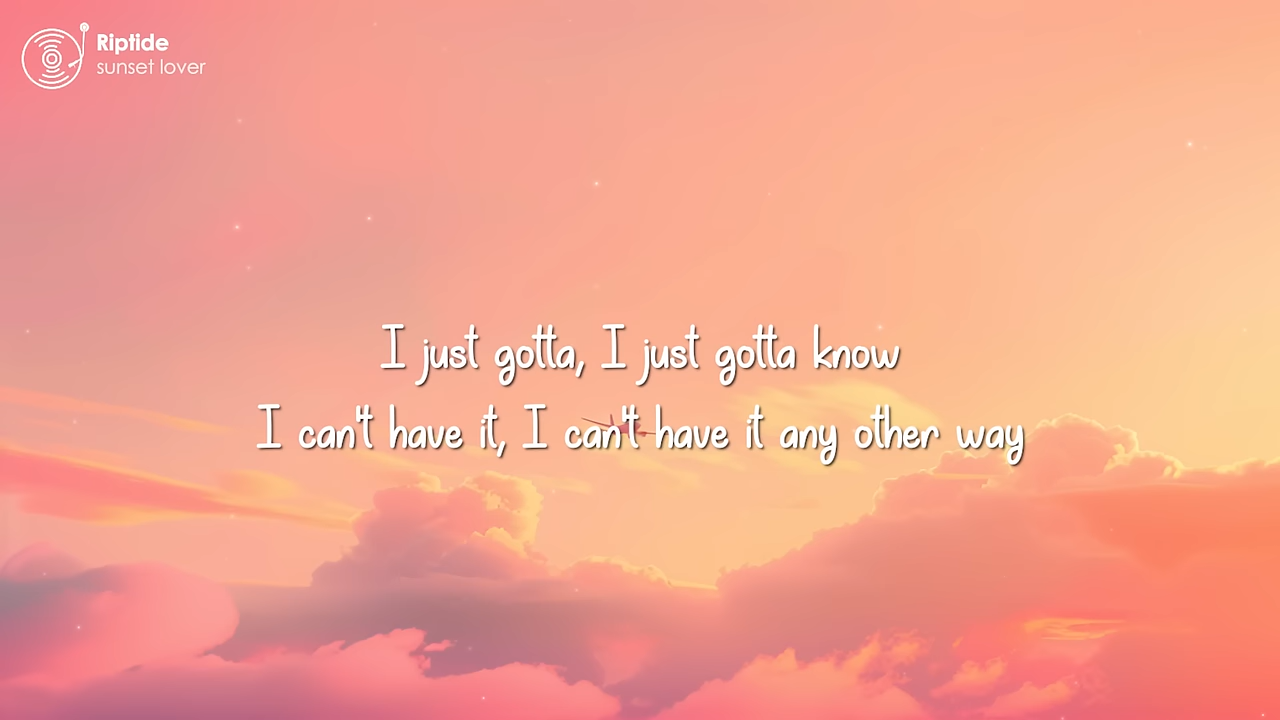 Riptide
sunset lover
I just gotta, I just gotta know
I can't have it, I can't have it any other way